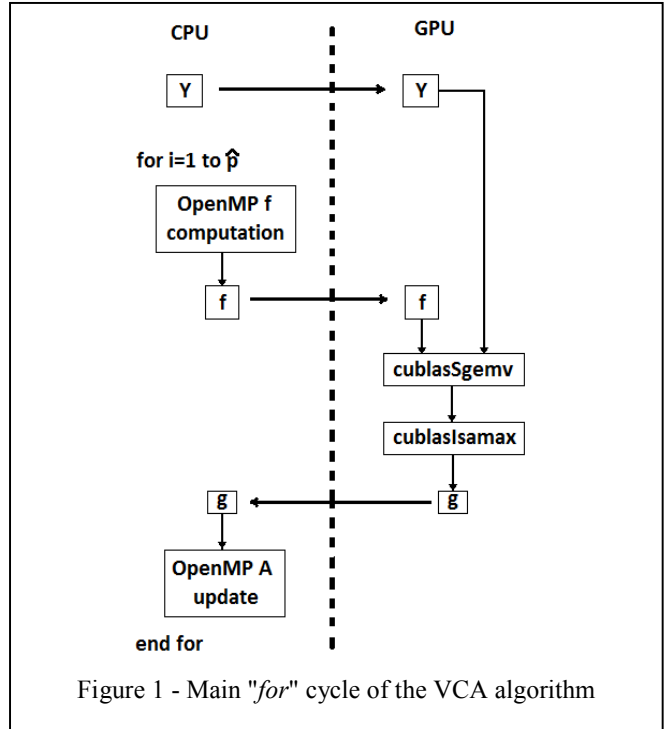 CPU GPU
Y Y
for i=1 to p̂
OpenMP f
computation
f f
cublasSgemv
cublasIsamax
g g
OpenMP A
update
end for
Figure 1 - Main "for" cycle of the VCA algorithm